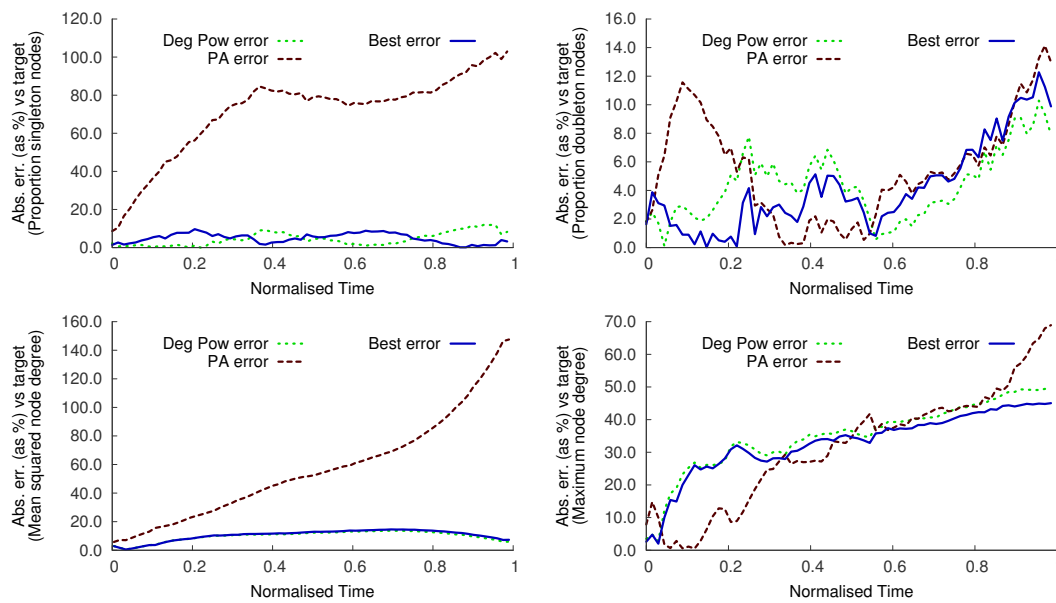 Abs. err. (as %) vs target
(Proportion singleton nodes)
120.0
100.0
80.0
60.0
40.0
20.0
0.0
Deg Pow error
PA error
Best error
0
0.2
0.4
0.6
0.8
1
Normalised Time
Abs. err. (as %) vs target
(Proportion doubleton nodes)
16.0
14.0
12.0
10.0
8.0
6.0
4.0
2.0
0.0
Deg Pow error
PA error
Best error
0
0.2
0.4
0.6
0.8
Normalised Time
Abs. err. (as %) vs target
(Mean squared node degree)
160.0
140.0
120.0
100.0
80.0
60.0
40.0
20.0
0.0
Deg Pow error
PA error
Best error
0
0.2
0.4
0.6
0.8
1
Normalised Time
Abs. err. (as %) vs target
(Maximum node degree)
70.0
60.0
50.0
40.0
30.0
20.0
10.0
0.0
Deg Pow error
PA error
Best error
0
0.2
0.4
0.6
0.8
Normalised Time